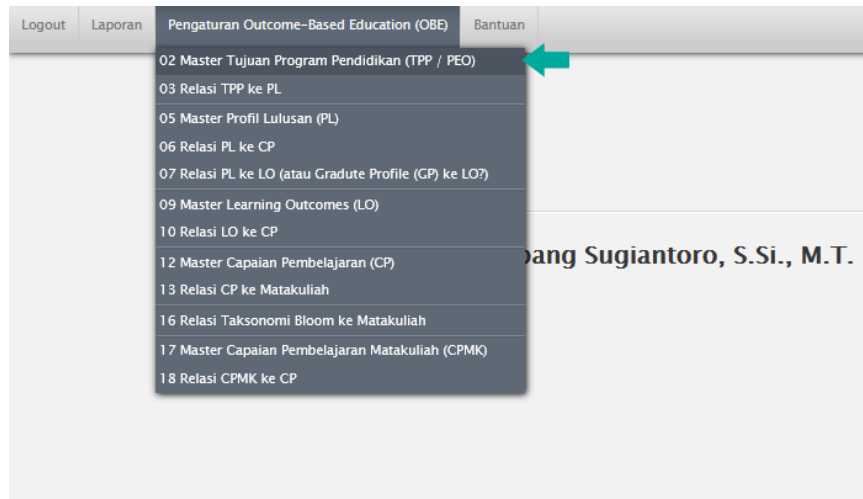 Logout Laporan Pengaturan Outcome-Based Education (OBE) Bantuan
02 Master Tujuan Program Pendidikan (TPP / PEO)
03 Relasi TPP ke PL
05 Master Profil Lulusan (PL)
06 Relasi PL ke CP
07 Relasi PL ke LO (atau Gradute Profile (GP) ke LO?)
09 Master Learning Outcomes (LO)
10 Relasi LO ke CP
12 Master Capaian Pembelajaran (CP)
13 Relasi CP ke Matakuliah
16 Relasi Taksonomi Bloom ke Matakuliah
17 Master Capaian Pembelajaran Matakuliah (CPMK)
18 Relasi CPMK ke CP
Sugiantoro, S.Si., M.T.